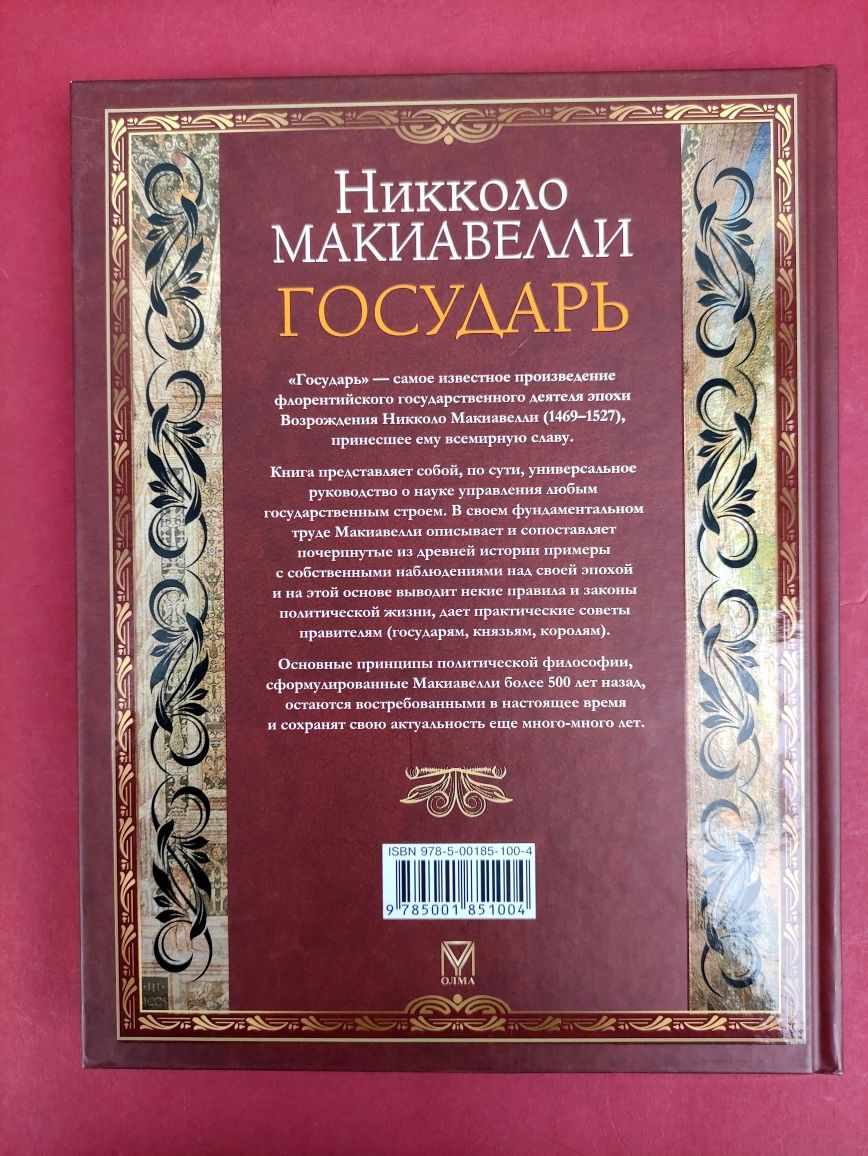 Никколо
МАКИАВЕЛЛИ
ГОСУДАРЬ
«Государь» — самое известное произведение
флорентийского государственного деятеля эпохи
Возрождения Никколо Макиавелли (1469–1527),
принесшее ему всемирную славу.
Книга представляет собой, по сути, универсальное
руководство о науке управления любым
государственным строем. В своем фундаментальном
труде Макиавелли описывает и сопоставляет
почерпнутые из древней истории примеры
с собственными наблюдениями над своей эпохой
и на этой основе выводит некие правила и законы
политической жизни, дает практические советы
правителям (государям, князьям, королям).
Основные принципы политической философии,
сформулированные Макиавелли более 500 лет назад,
остаются востребованными в настоящее время
и сохранят свою актуальность еще много-много лет.
ISBN 978-5-00185-100-4
9 785001 851004
ОЛМА